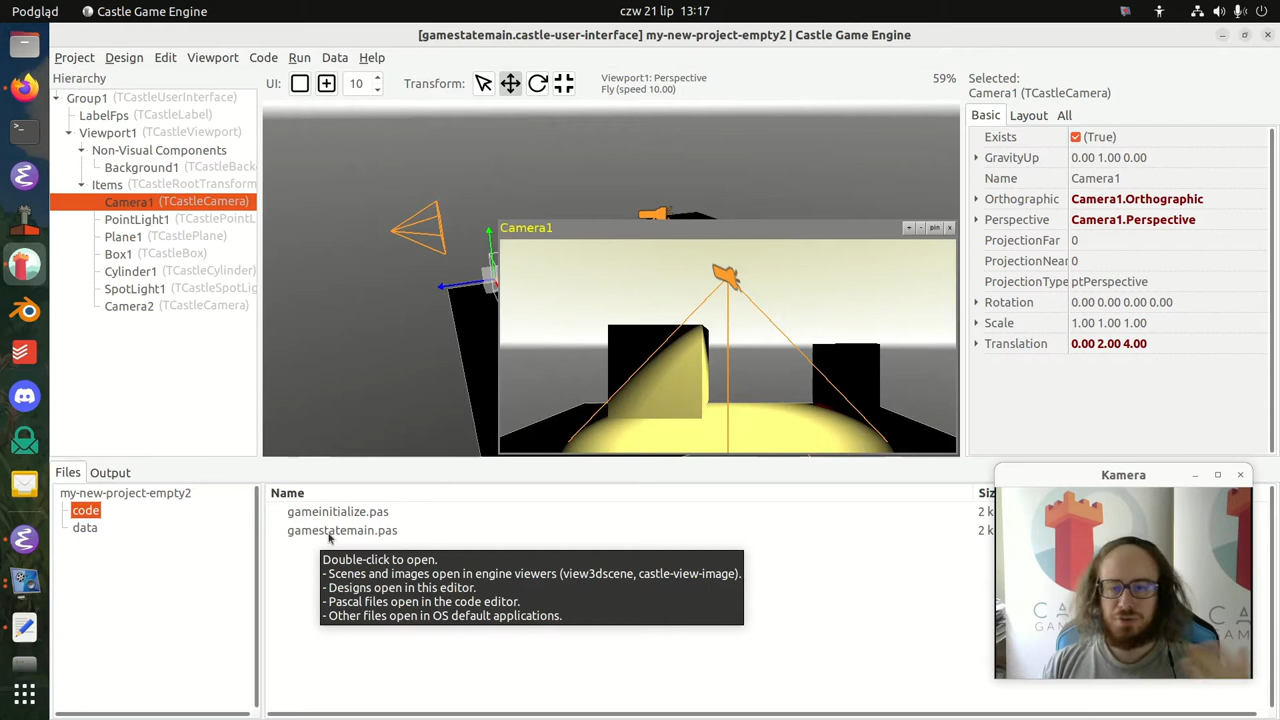 Podgląd Castle Game Engine czw 21 lip 13:17
[gamestatemain.castle-user-interface] my-new-project-empty2 | Castle Game Engine
Project Design Edit Viewport Code Run Data Help
Hierarchy
Group1 (TCastleUserInterface)
LabelFps (TCastleLabel)
Viewport1 (TCastleViewport)
Non-Visual Components
Background1 (TCastleBack
Items (TCastleRootTransform
Camera1 (TCastleCamera)
PointLight1 (TCastlePointL
Plane1 (TCastlePlane)
Box1 (TCastleBox)
Cylinder1 (TCastleCylinder)
SpotLight1 (TCastleSpotLig
Camera2 (TCastleCamera)
UI: 10 Transform:
Viewport1: Perspective
Fly (speed 10.00)
59%
Camera1
+ - pin x
Selected:
Camera1 (TCastleCamera)
Basic Layout All
Exists (True)
GravityUp 0.00 1.00 0.00
Name Camera1
Orthographic Camera1.Orthographic
Perspective Camera1.Perspective
ProjectionFar 0
ProjectionNear 0
ProjectionType ptPerspective
Rotation 0.00 0.00 0.00 0.00
Scale 1.00 1.00 1.00
Translation 0.00 2.00 4.00
Files Output
my-new-project-empty2
code
data
Name Siz
gameinitialize.pas 2 k
gamestatemain.pas 2 k
Double-click to open.
- Scenes and images open in engine viewers (view3dscene, castle-view-image).
- Designs open in this editor.
- Pascal files open in the code editor.
- Other files open in OS default applications.
Kamera